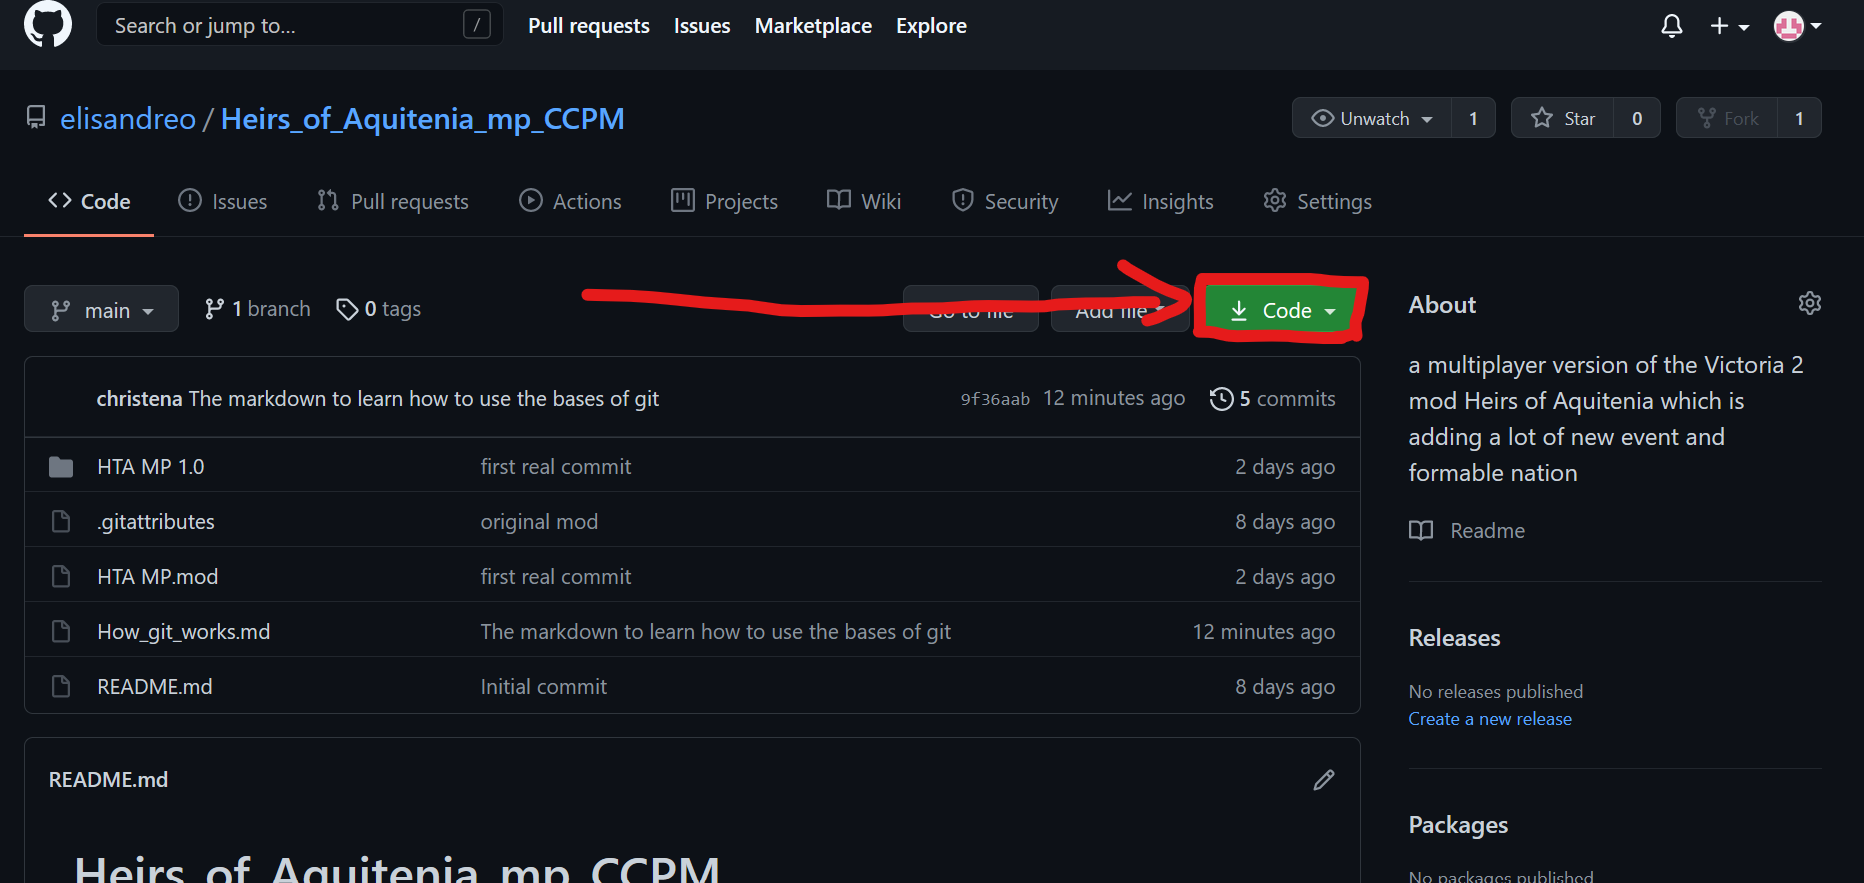 Search or jump to... / Pull requests Issues Marketplace Explore
elisandreo / Heirs_of_Aquitenia_mp_CCPM Unwatch 1 Star 0 Fork 1
Code Issues Pull requests Actions Projects Wiki Security Insights Settings
main 1 branch 0 tags Go to file Add file Code
christena The markdown to learn how to use the bases of git 9f36aab 12 minutes ago 5 commits
HTA MP 1.0 first real commit 2 days ago
.gitattributes original mod 8 days ago
HTA MP.mod first real commit 2 days ago
How_git_works.md The markdown to learn how to use the bases of git 12 minutes ago
README.md Initial commit 8 days ago
README.md
Heirs_of_Aquitenia_mp_CCPM
About
a multiplayer version of the Victoria 2
mod Heirs of Aquitenia which is
adding a lot of new event and
formable nation
Readme
Releases
No releases published
Create a new release
Packages
No packages published